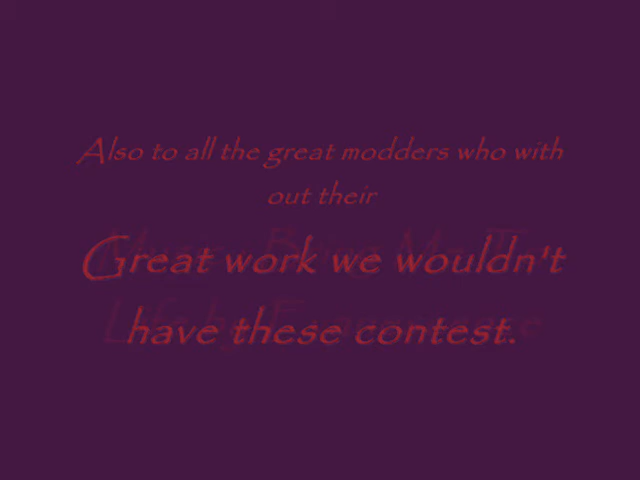 Also to all the great modders who with
out their
Great work we wouldn't
have these contest.